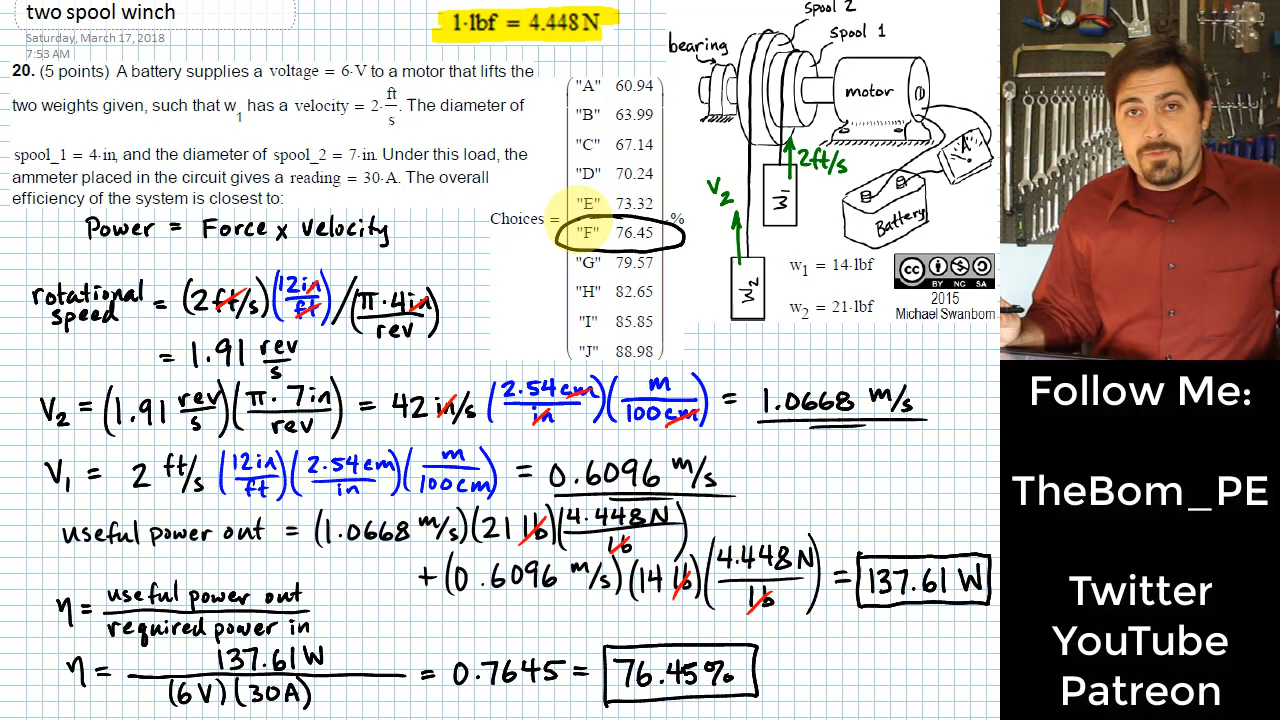 two spool winch
Saturday, March 17, 2018
7:53 AM
1·lbf = 4.448 N
20. (5 points) A battery supplies a voltage = 6·V to a motor that lifts the
two weights given, such that w1 has a velocity = 2· ft/s. The diameter of
spool_1 = 4·in, and the diameter of spool_2 = 7·in. Under this load, the
ammeter placed in the circuit gives a reading = 30·A. The overall
efficiency of the system is closest to:
Choices =
"A" 60.94
"B" 63.99
"C" 67.14
"D" 70.24
"E" 73.32
"F" 76.45
"G" 79.57
"H" 82.65
"I" 85.85
"J" 88.98
%
spool 2
spool 1
bearing
motor
A
2ft/s
V2
W1
W2
Battery
w1 = 14·lbf
w2 = 21·lbf
cc
BY NC SA
2015
Michael Swanbom
Power = Force x Velocity
rotational speed = (2 ft/s)(12in/ft)/(π·4in/rev)
= 1.91 rev/s
V2 = (1.91 rev/s)(π·7in/rev) = 42 in/s (2.54cm/in)(m/100cm) = 1.0668 m/s
V1 = 2 ft/s (12in/ft)(2.54cm/in)(m/100cm) = 0.6096 m/s
useful power out = (1.0668 m/s)(21 lb)(4.448N/lb)
+ (0.6096 m/s)(14 lb)(4.448N/lb) = 137.61 W
η = useful power out/required power in
η = 137.61W/(6V)(30A) = 0.7645 = 76.45%
Follow Me:
TheBom_PE
Twitter
YouTube
Patreon